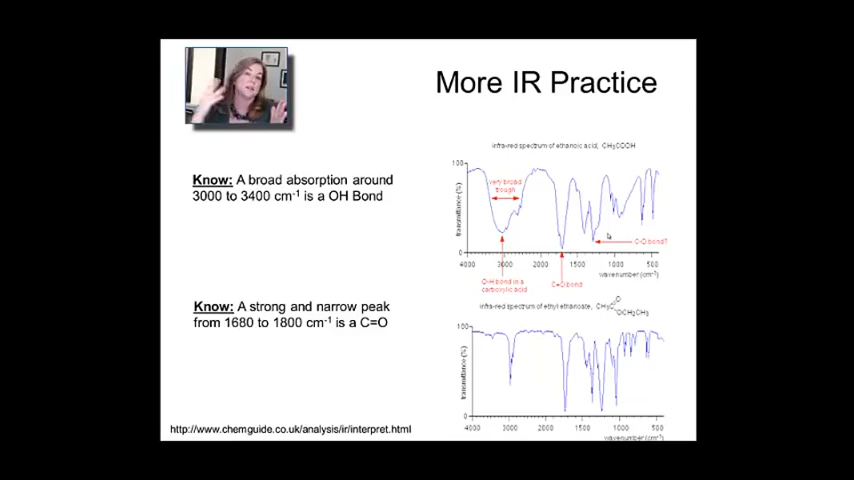 More IR Practice
Know: A broad absorption around
3000 to 3400 cm-1 is a OH Bond
Know: A strong and narrow peak
from 1680 to 1800 cm-1 is a C=O
http://www.chemguide.co.uk/analysis/ir/interpret.html
infra-red spectrum of ethanoic acid, CH3COOH
100
very broad
trough
transmittance (%)
0
C-O bond?
4000 3000 2000 1500 1000 500
wavenumber (cm-1)
O-H bond in a
carboxylic acid
C=O bond
infra-red spectrum of ethyl ethanoate, CH3C
O
OCH2CH3
100
transmittance (%)
0
4000 3000 2000 1500 1000 500
wavenumber (cm-1)